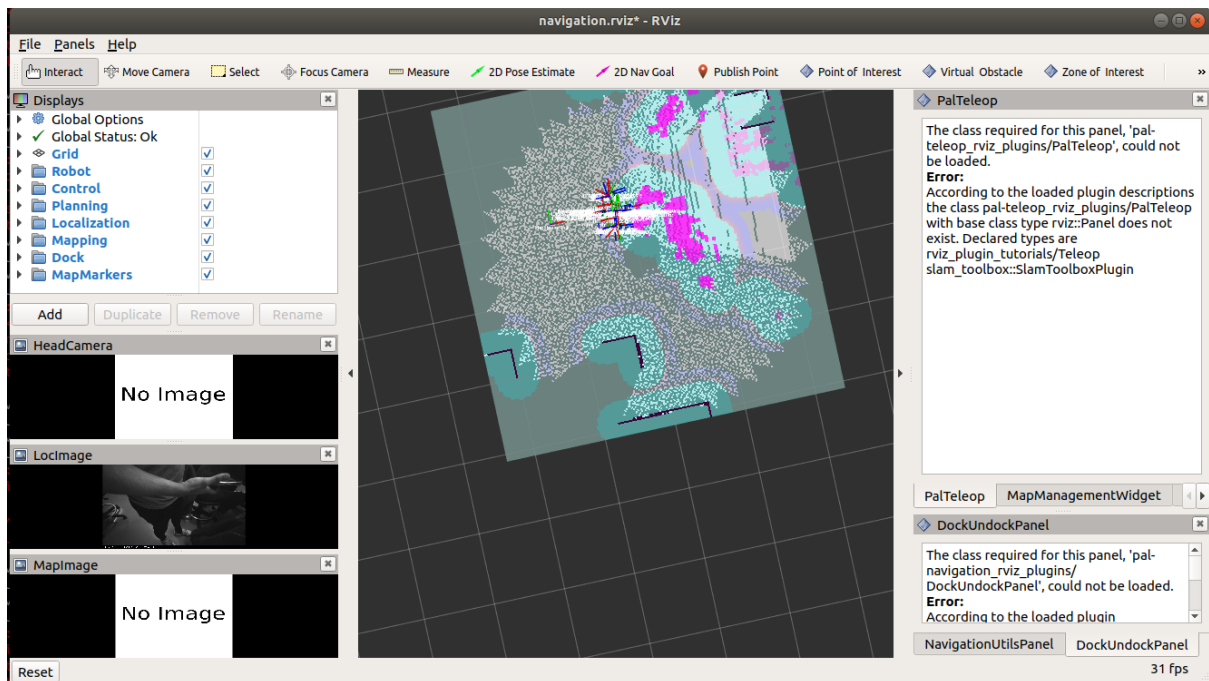 navigation.rviz* - RViz
File Panels Help
Interact Move Camera Select Focus Camera Measure 2D Pose Estimate 2D Nav Goal Publish Point Point of Interest Virtual Obstacle Zone of Interest »
Displays
Global Options
Global Status: Ok
Grid
Robot
Control
Planning
Localization
Mapping
Dock
MapMarkers
Add Duplicate Remove Rename
HeadCamera
No Image
LocImage
MapImage
No Image
Reset
PalTeleop
The class required for this panel, 'pal-
teleop_rviz_plugins/PalTeleop', could not
be loaded.
Error:
According to the loaded plugin descriptions
the class pal-teleop_rviz_plugins/PalTeleop
with base class type rviz::Panel does not
exist. Declared types are
rviz_plugin_tutorials/Teleop
slam_toolbox::SlamToolboxPlugin
PalTeleop MapManagementWidget
DockUndockPanel
The class required for this panel, 'pal-
navigation_rviz_plugins/
DockUndockPanel', could not be loaded.
Error:
According to the loaded plugin
NavigationUtilsPanel DockUndockPanel
31 fps